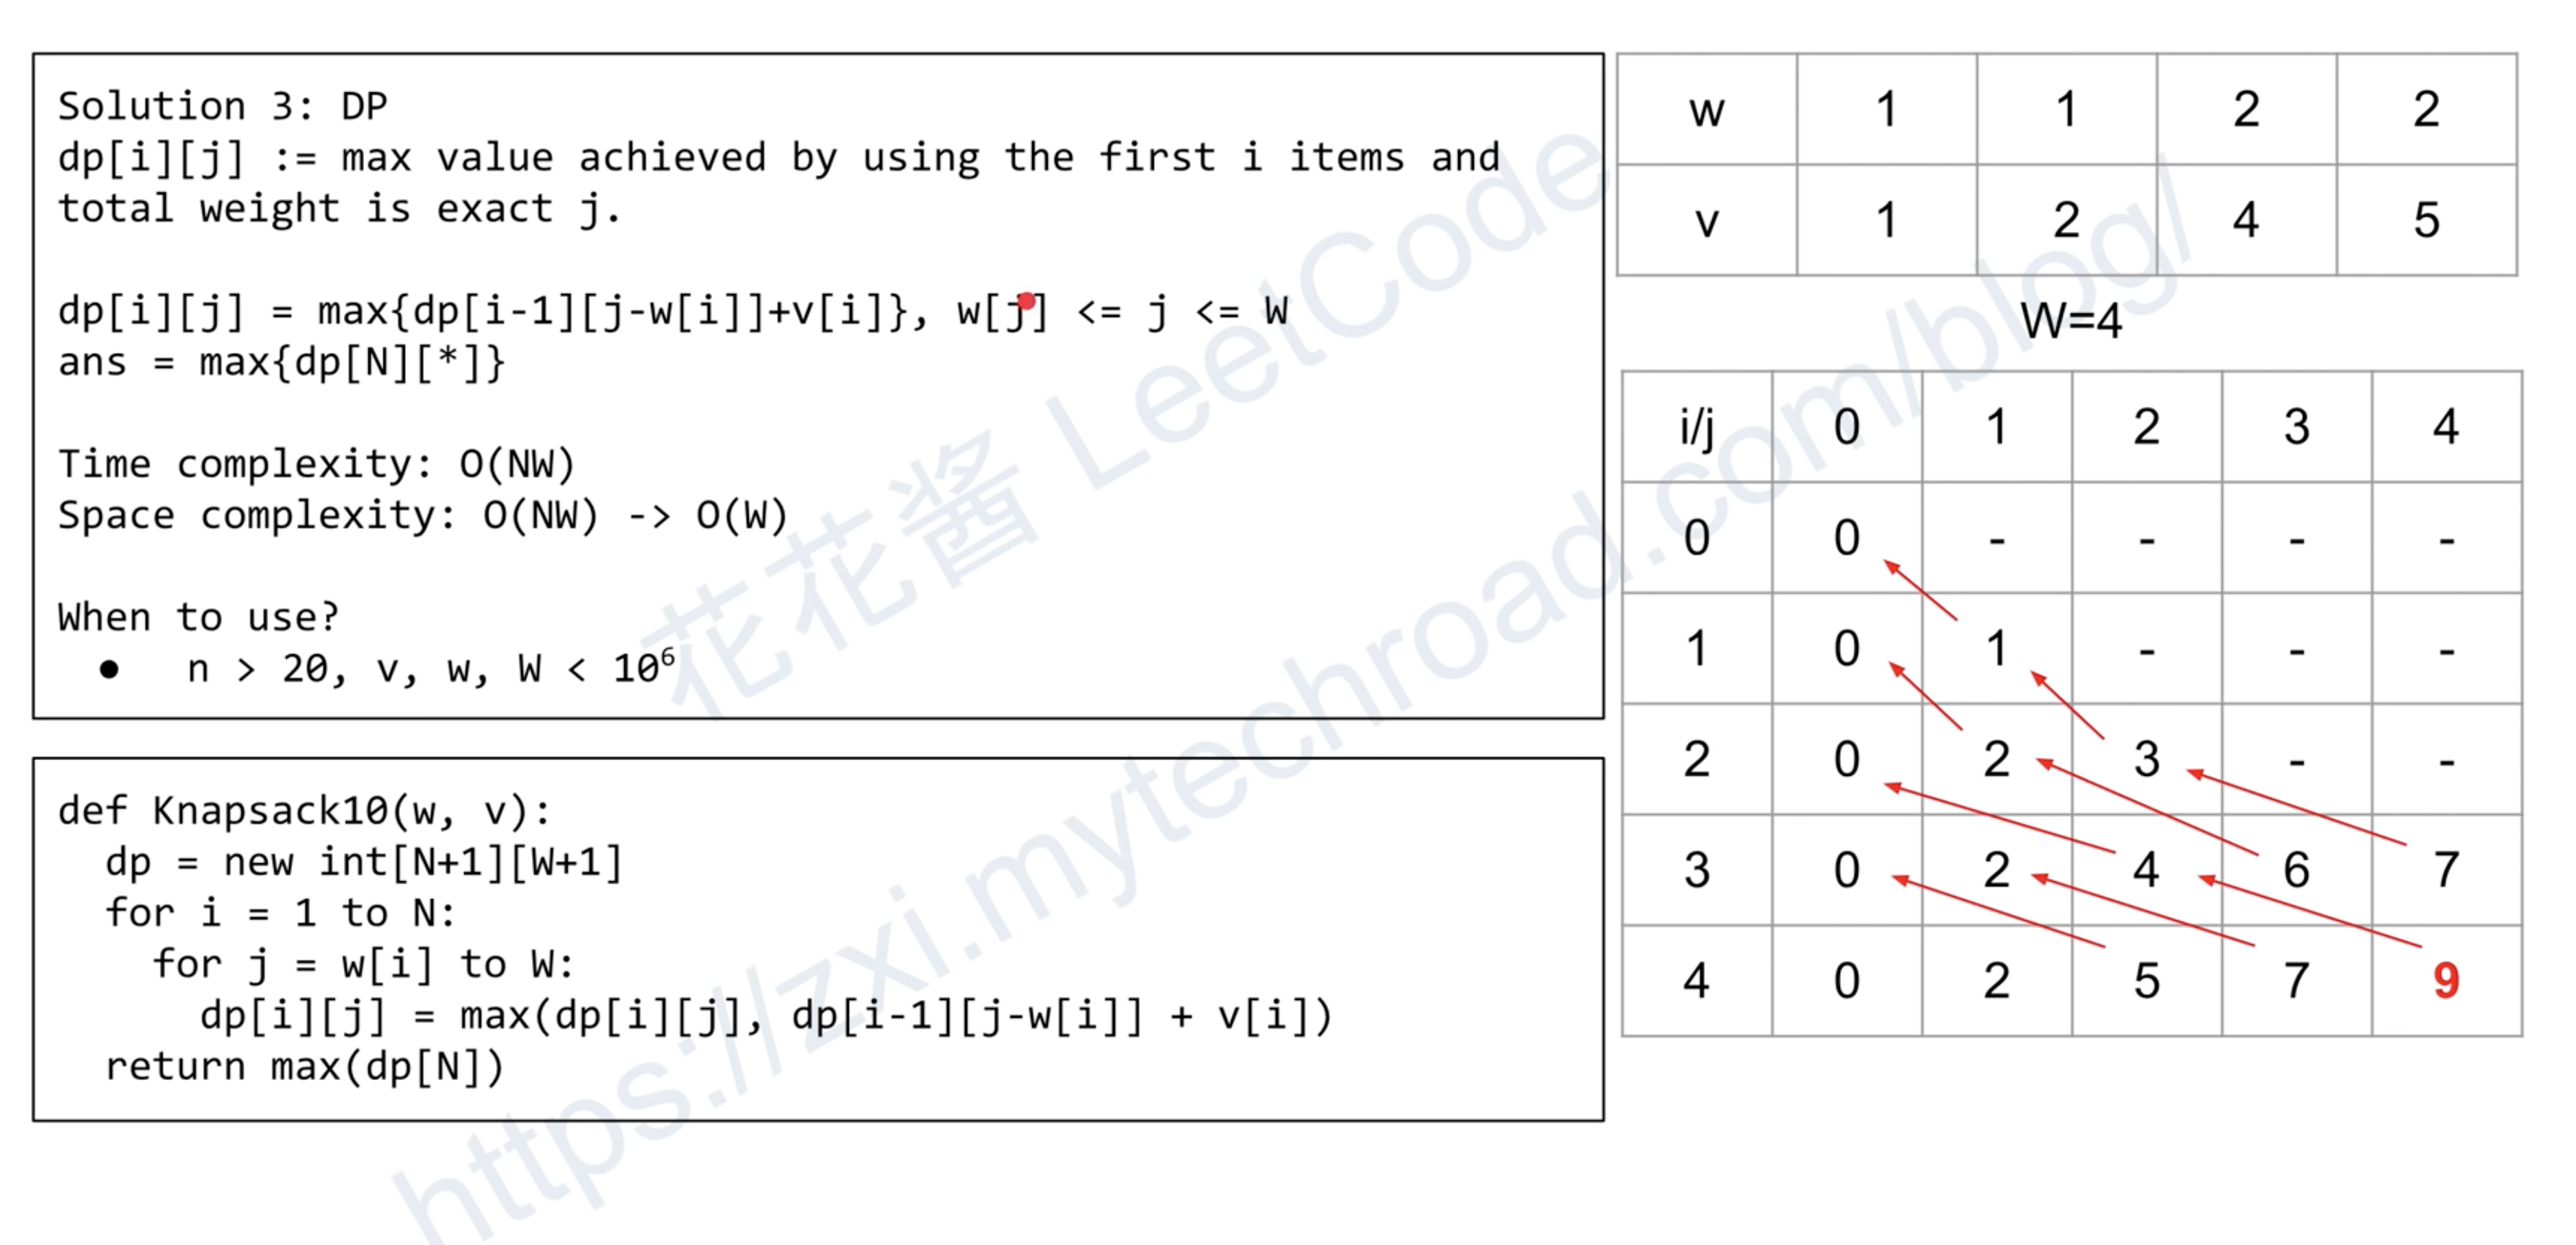 Solution 3: DP
dp[i][j] := max value achieved by using the first i items and
total weight is exact j.
dp[i][j] = max{dp[i-1][j-w[i]]+v[i]}, w[j] <= j <= W
ans = max{dp[N][*]}
Time complexity: O(NW)
Space complexity: O(NW) -> O(W)
When to use?
● n > 20, v, w, W < 10⁶
def Knapsack10(w, v):
dp = new int[N+1][W+1]
for i = 1 to N:
for j = w[i] to W:
dp[i][j] = max(dp[i][j], dp[i-1][j-w[i]] + v[i])
return max(dp[N])
w 1 1 2 2
v 1 2 4 5
W=4
i/j 0 1 2 3 4
0 0 - - - -
1 0 1 - - -
2 0 2 3 - -
3 0 2 4 6 7
4 0 2 5 7 9
花花酱 LeetCode
https://zxi.mytechroad.com/blog/